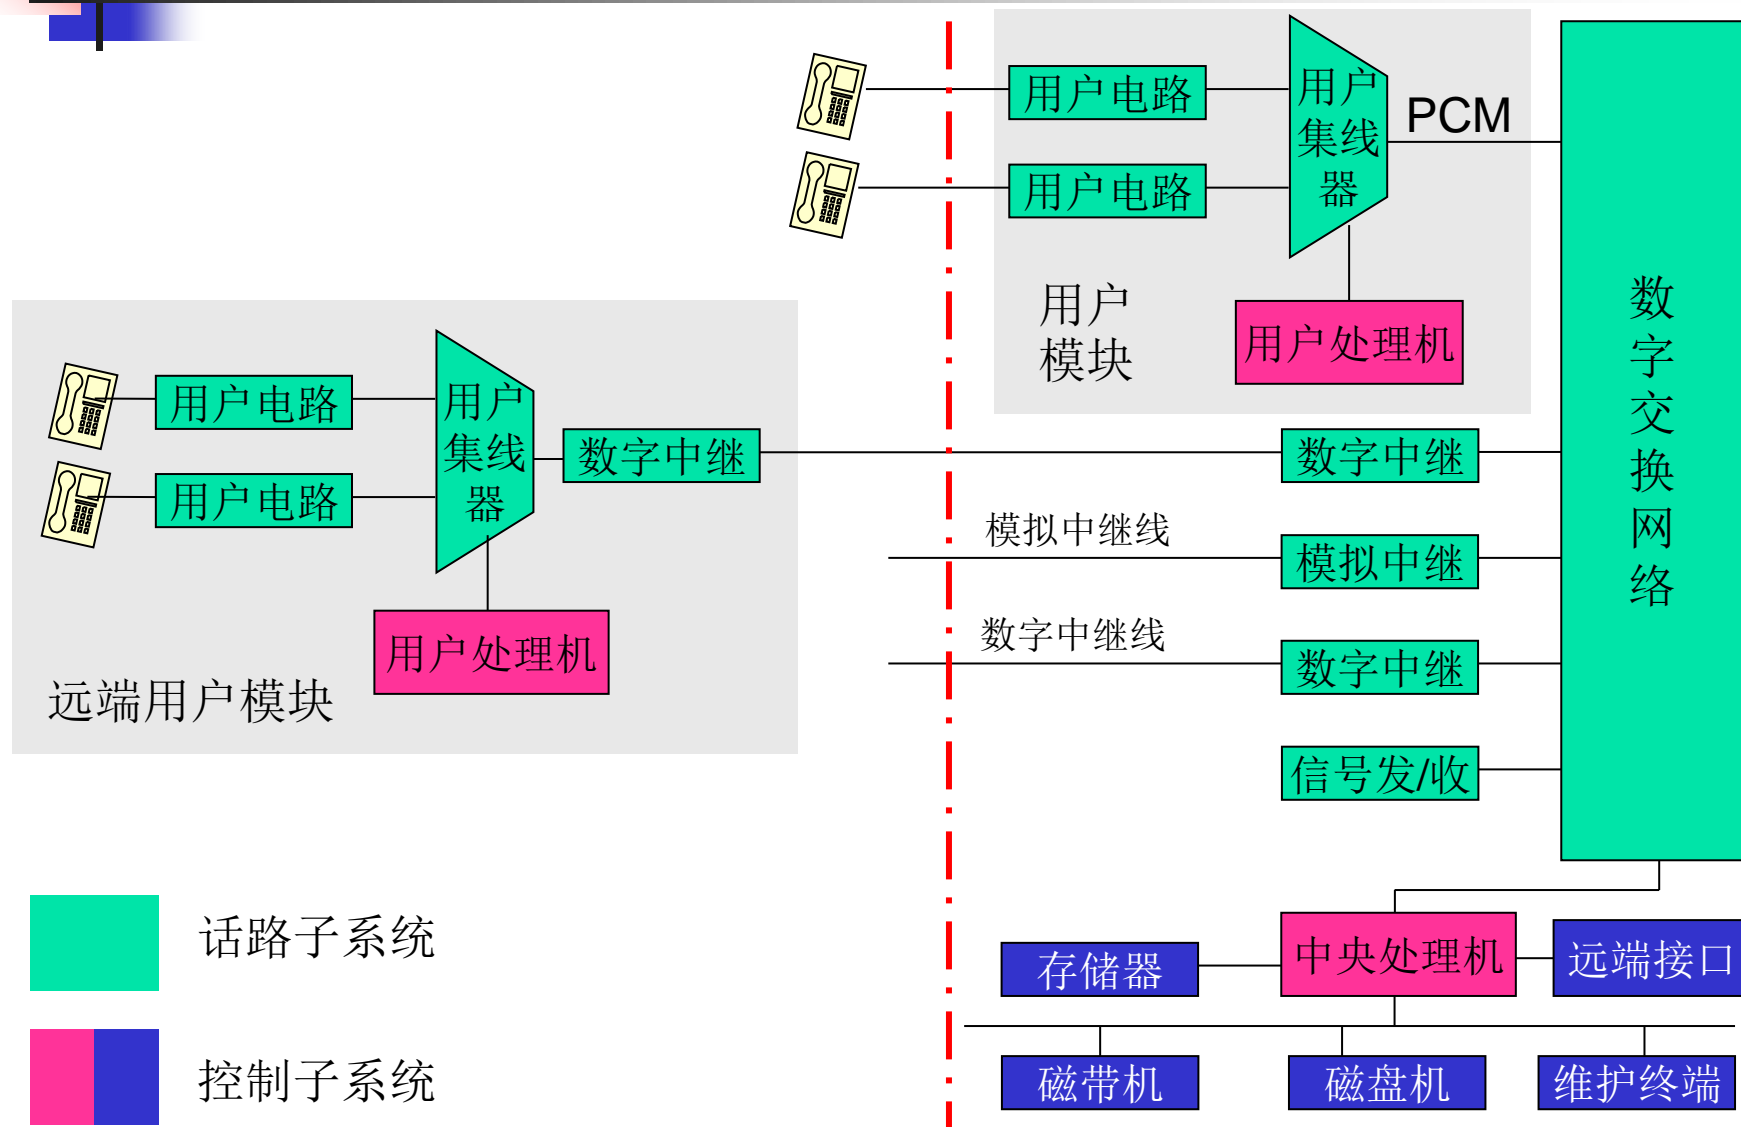 用户电路
用户电路
用户
集线
器
PCM
用户
模块
用户处理机
数
字
交
换
网
络
用户电路
用户电路
用户
集线
器
数字中继
用户处理机
远端用户模块
数字中继
模拟中继线
模拟中继
数字中继线
数字中继
信号发/收
话路子系统
控制子系统
存储器
中央处理机
远端接口
磁带机
磁盘机
维护终端